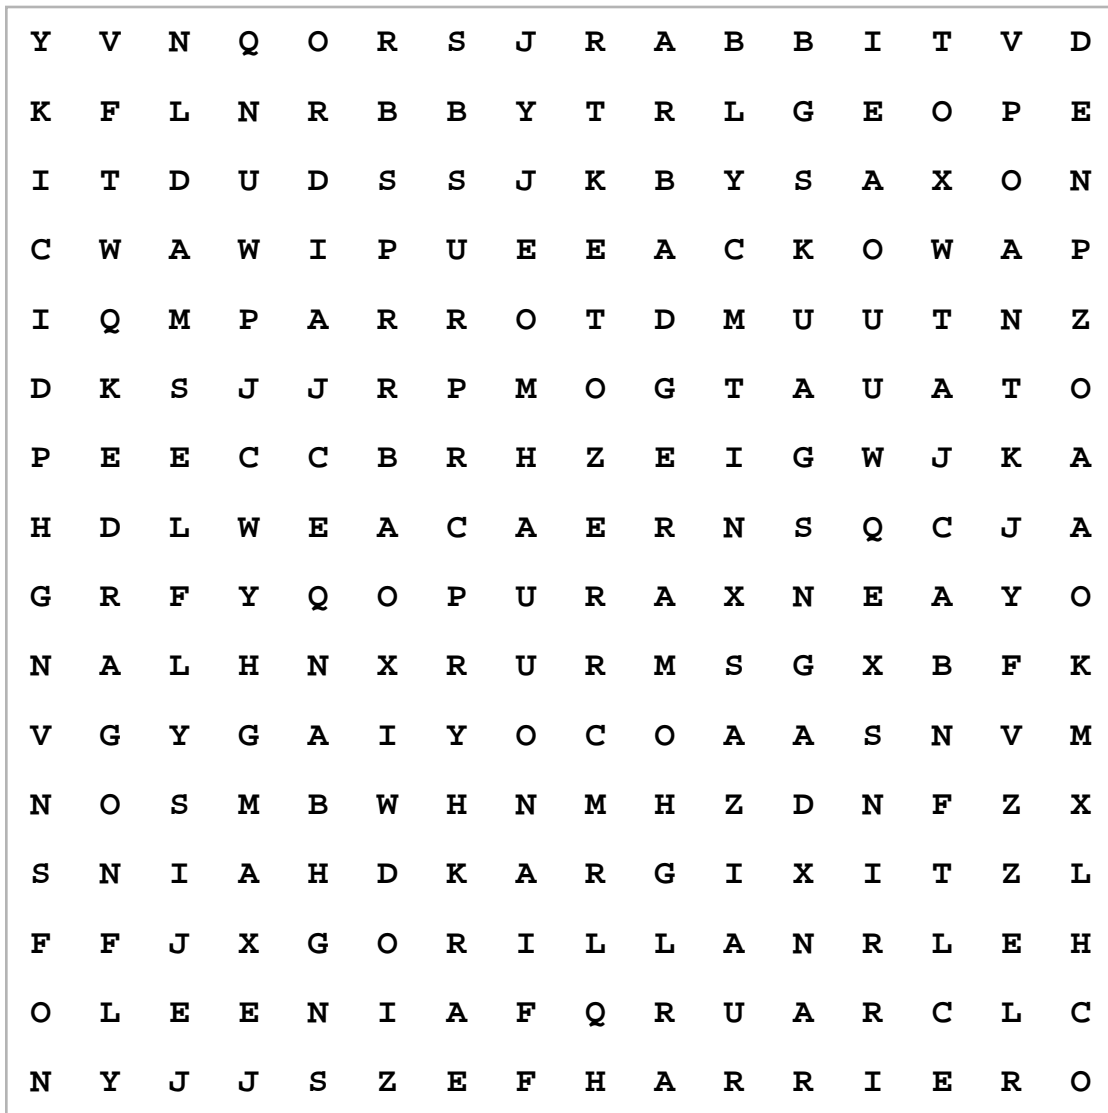 Y V N Q O R S J R A B B I T V D
K F L N R B B Y T R L G E O P E
I T D U D S S J K B Y S A X O N
C W A W I P U E E A C K O W A P
I Q M P A R R O T D M U U T N Z
D K S J J R P M O G T A U A T O
P E E C C B R H Z E I G W J K A
H D L W E A C A E R N S Q C J A
G R F Y Q O P U R A X N E A Y O
N A L H N X R U R M S G X B F K
V G Y G A I Y O C O A A S N V M
N O S M B W H N M H Z D N F Z X
S N I A H D K A R G I X I T Z L
F F J X G O R I L L A N R L E H
O L E E N I A F Q R U A R C L C
N Y J J S Z E F H A R R I E R O